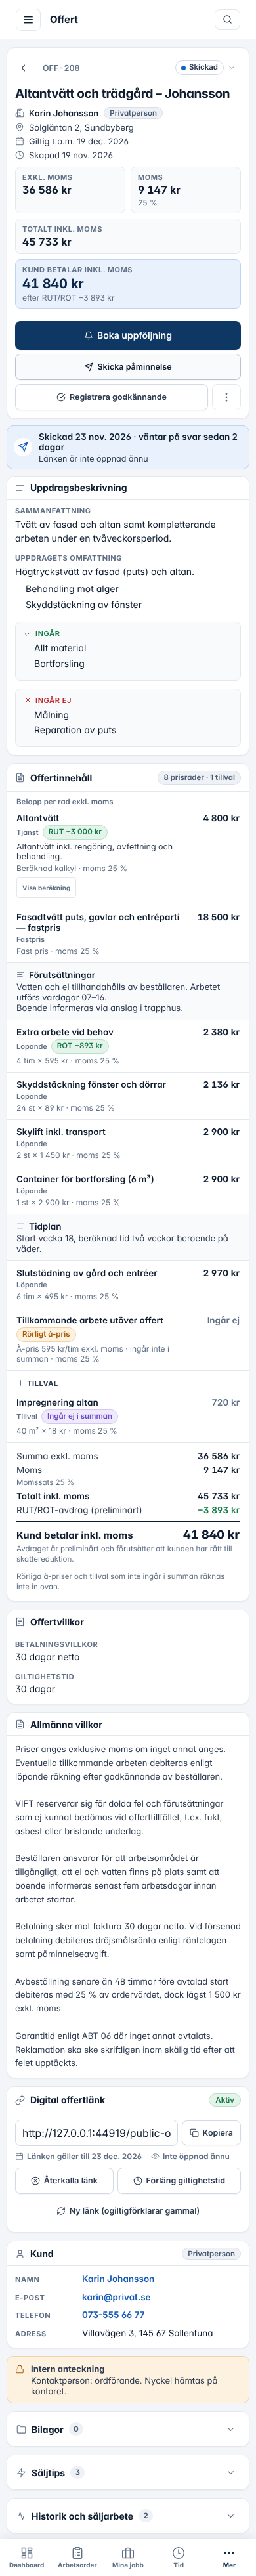 Offert
OFF-208
Skickad
Altantvätt och trädgård – Johansson
Karin Johansson Privatperson
Solgläntan 2, Sundbyberg
Giltig t.o.m. 19 dec. 2026
Skapad 19 nov. 2026
EXKL. MOMS
36 586 kr
MOMS
9 147 kr
25 %
TOTALT INKL. MOMS
45 733 kr
KUND BETALAR INKL. MOMS
41 840 kr
efter RUT/ROT −3 893 kr
Boka uppföljning
Skicka påminnelse
Registrera godkännande
Skickad 23 nov. 2026 · väntar på svar sedan 2
dagar
Länken är inte öppnad ännu
Uppdragsbeskrivning
SAMMANFATTNING
Tvätt av fasad och altan samt kompletterande
arbeten under en tvåveckorsperiod.
UPPDRAGETS OMFATTNING
Högtryckstvätt av fasad (puts) och altan.
Behandling mot alger
Skyddstäckning av fönster
INGÅR
Allt material
Bortforsling
INGÅR EJ
Målning
Reparation av puts
Offertinnehåll
8 prisrader · 1 tillval
Belopp per rad exkl. moms
Altantvätt 4 800 kr
Tjänst RUT −3 000 kr
Altantvätt inkl. rengöring, avfettning och
behandling.
Beräknad kalkyl · moms 25 %
Visa beräkning
Fasadtvätt puts, gavlar och entréparti 18 500 kr
— fastpris
Fastpris
Fast pris · moms 25 %
Förutsättningar
Vatten och el tillhandahålls av beställaren. Arbetet
utförs vardagar 07–16.
Boende informeras via anslag i trapphus.
Extra arbete vid behov 2 380 kr
Löpande ROT −893 kr
4 tim × 595 kr · moms 25 %
Skyddstäckning fönster och dörrar 2 136 kr
Löpande
24 st × 89 kr · moms 25 %
Skylift inkl. transport 2 900 kr
Löpande
2 st × 1 450 kr · moms 25 %
Container för bortforsling (6 m³) 2 900 kr
Löpande
1 st × 2 900 kr · moms 25 %
Tidplan
Start vecka 18, beräknad tid två veckor beroende på
väder.
Slutstädning av gård och entréer 2 970 kr
Löpande
6 tim × 495 kr · moms 25 %
Tillkommande arbete utöver offert Ingår ej
Rörligt à-pris
À-pris 595 kr/tim exkl. moms · ingår inte i
summan · moms 25 %
TILLVAL
Impregnering altan 720 kr
Tillval Ingår ej i summan
40 m² × 18 kr · moms 25 %
Summa exkl. moms 36 586 kr
Moms 9 147 kr
Momssats 25 %
Totalt inkl. moms 45 733 kr
RUT/ROT-avdrag (preliminärt) −3 893 kr
Kund betalar inkl. moms 41 840 kr
Avdraget är preliminärt och förutsätter att kunden har rätt till
skattereduktion.
Rörliga à-priser och tillval som inte ingår i summan räknas
inte in ovan.
Offertvillkor
BETALNINGSVILLKOR
30 dagar netto
GILTIGHETSTID
30 dagar
Allmänna villkor
Priser anges exklusive moms om inget annat anges.
Eventuella tillkommande arbeten debiteras enligt
löpande räkning efter godkännande av beställaren.
VIFT reserverar sig för dolda fel och förutsättningar
som ej kunnat bedömas vid offerttillfället, t.ex. fukt,
asbest eller bristande underlag.
Beställaren ansvarar för att arbetsområdet är
tillgängligt, att el och vatten finns på plats samt att
boende informeras senast fem arbetsdagar innan
arbetet startar.
Betalning sker mot faktura 30 dagar netto. Vid försenad
betalning debiteras dröjsmålsränta enligt räntelagen
samt påminnelseavgift.
Avbeställning senare än 48 timmar före avtalad start
debiteras med 25 % av ordervärdet, dock lägst 1 500 kr
exkl. moms.
Garantitid enligt ABT 06 där inget annat avtalats.
Reklamation ska ske skriftligen inom skälig tid efter att
felet upptäckts.
Digital offertlänk Aktiv
http://127.0.0.1:44919/public-o
Kopiera
Länken gäller till 23 dec. 2026 Inte öppnad ännu
Återkalla länk
Förläng giltighetstid
Ny länk (ogiltigförklarar gammal)
Kund Privatperson
NAMN Karin Johansson
E-POST karin@privat.se
TELEFON 073-555 66 77
ADRESS Villavägen 3, 145 67 Sollentuna
Intern anteckning
Kontaktperson: ordförande. Nyckel hämtas på
kontoret.
Bilagor 0
Säljtips 3
Historik och säljarbete 2
Dashboard Arbetsorder Mina jobb Tid Mer